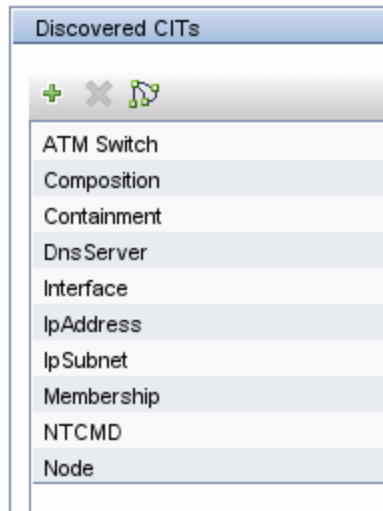 Discovered CITs
ATM Switch
Composition
Containment
DnsServer
Interface
IpAddress
IpSubnet
Membership
NTCMD
Node